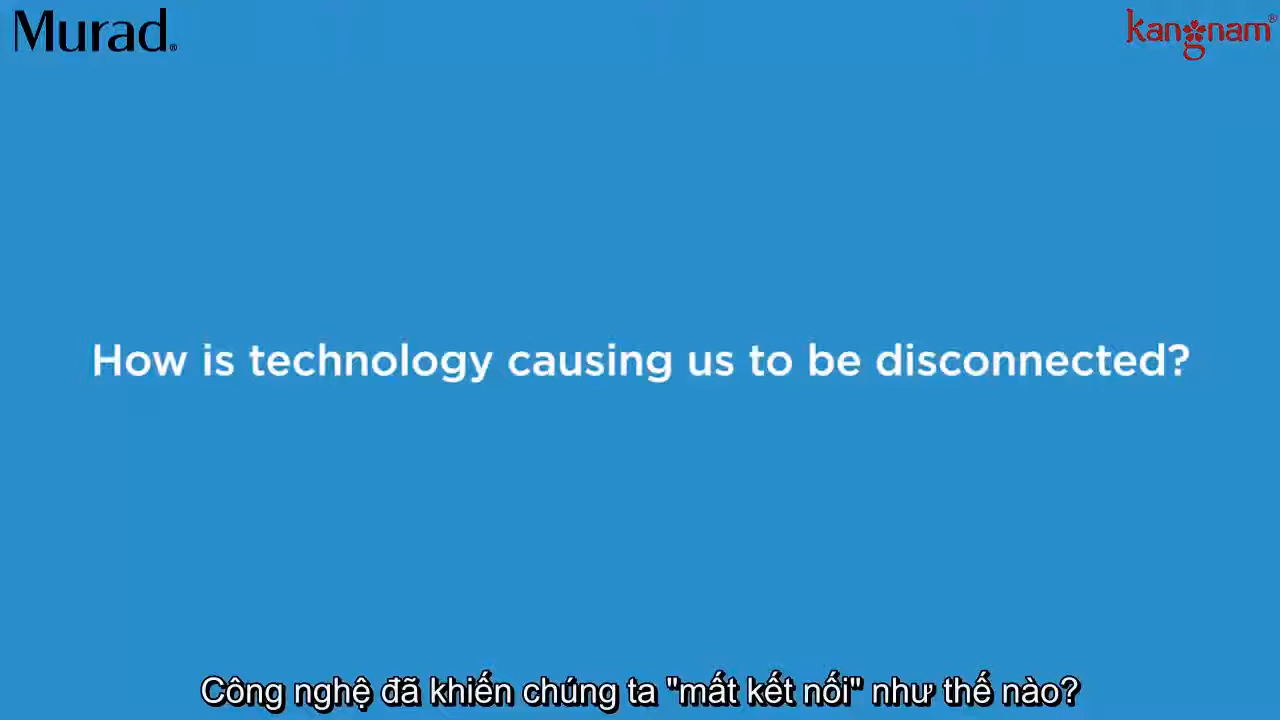 Murad®
kangnam®
How is technology causing us to be disconnected?
Công nghệ đã khiến chúng ta "mất kết nối" như thế nào?